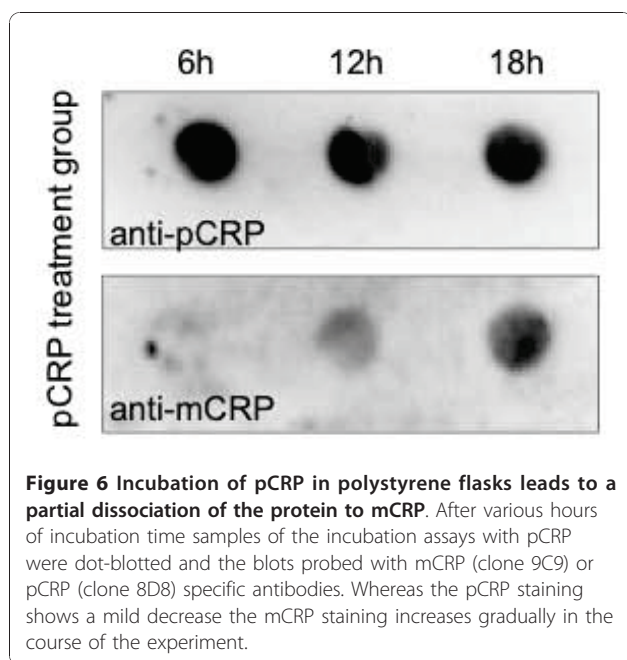 6h 12h 18h
pCRP treatment group
anti-pCRP
anti-mCRP
Figure 6 Incubation of pCRP in polystyrene flasks leads to a
partial dissociation of the protein to mCRP. After various hours
of incubation time samples of the incubation assays with pCRP
were dot-blotted and the blots probed with mCRP (clone 9C9) or
pCRP (clone 8D8) specific antibodies. Whereas the pCRP staining
shows a mild decrease the mCRP staining increases gradually in the
course of the experiment.